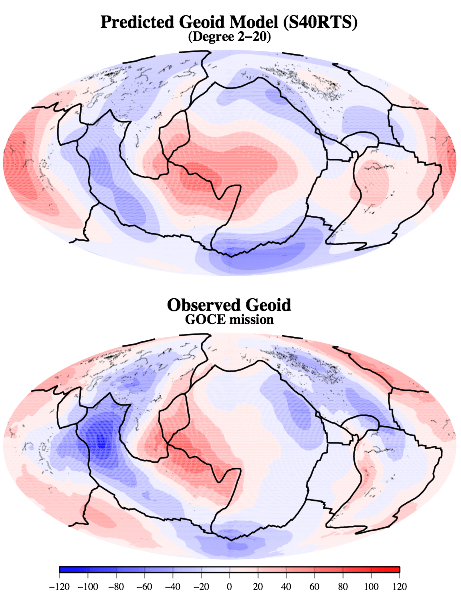 Predicted Geoid Model (S40RTS)
(Degree 2−20)
Observed Geoid
GOCE mission
−120 −100 −80 −60 −40 −20 0 20 40 60 80 100 120